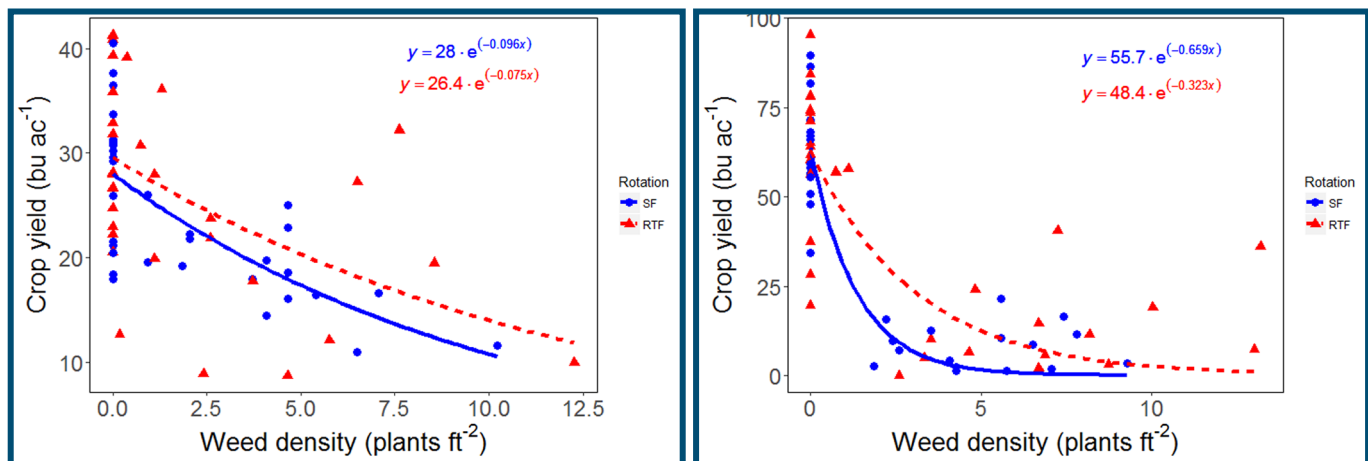 y = 28 · e^(−0.096x)
y = 26.4 · e^(−0.075x)
Crop yield (bu ac⁻¹)
40
30
20
10
0.0 2.5 5.0 7.5 10.0 12.5
Weed density (plants ft⁻²)
Rotation
SF
RTF
y = 55.7 · e^(−0.659x)
y = 48.4 · e^(−0.323x)
Crop yield (bu ac⁻¹)
100
75
50
25
0
0 5 10
Weed density (plants ft⁻²)
Rotation
SF
RTF